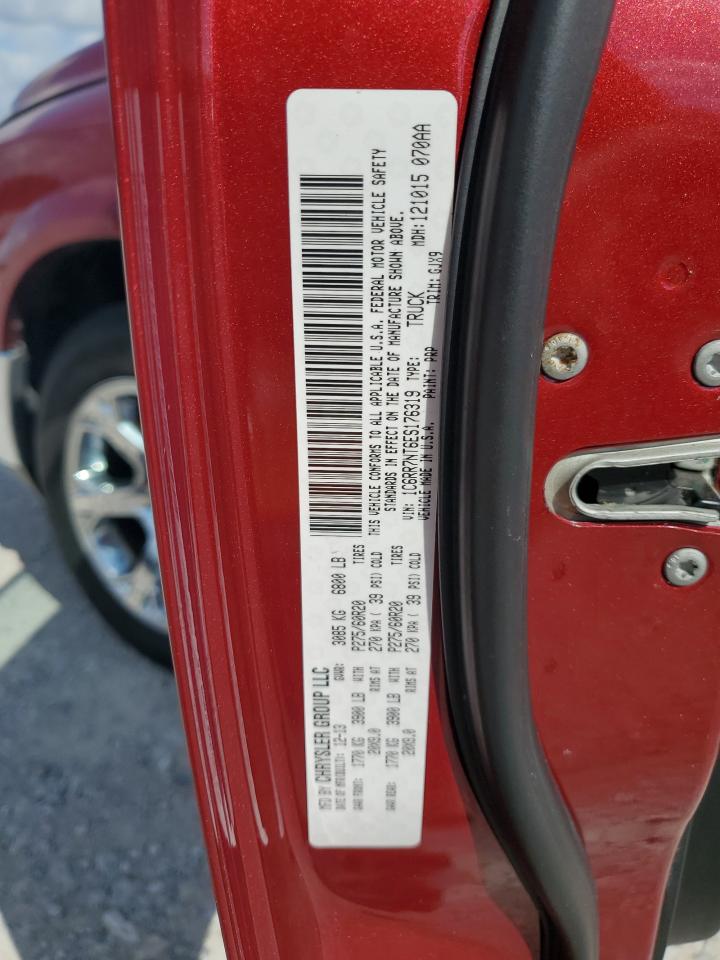 MFD BY CHRYSLER GROUP LLC
DATE OF MFR(BUILT): 12-13 GVWR: 3085 KG 6800 LB
GAWR FRONT: 1770 KG 3900 LB WITH P275/60R20 TIRES
20X9.0 RIMS AT 270 KPA ( 39 PSI) COLD
GAWR REAR: 1770 KG 3900 LB WITH P275/60R20 TIRES
20X9.0 RIMS AT 270 KPA ( 39 PSI) COLD
THIS VEHICLE CONFORMS TO ALL APPLICABLE U.S.A. FEDERAL MOTOR VEHICLE SAFETY
STANDARDS IN EFFECT ON THE DATE OF MANUFACTURE SHOWN ABOVE.
VIN: 1C6RR7NT6ES176319 TYPE: TRUCK MDH:121015 070AA
VEHICLE MADE IN U.S.A. PAINT: PRP TRIM: GJX9